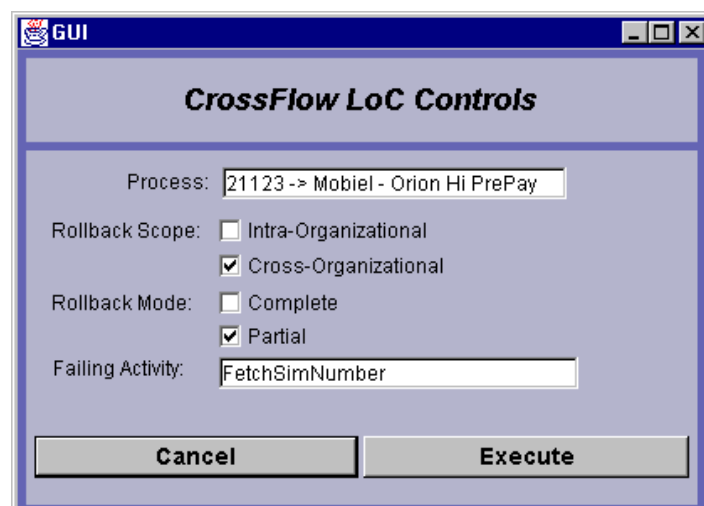 GUI
CrossFlow LoC Controls
Process: 21123 -> Mobiel - Orion Hi PrePay
Rollback Scope: Intra-Organizational
Cross-Organizational
Rollback Mode: Complete
Partial
Failing Activity: FetchSimNumber
Cancel Execute